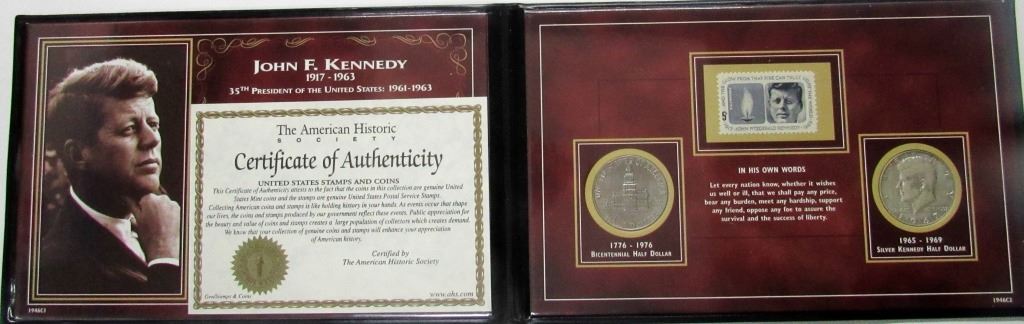 JOHN F. KENNEDY
1917 - 1963
35TH PRESIDENT OF THE UNITED STATES: 1961-1963
The American Historic
SOCIETY
Certificate of Authenticity
UNITED STATES STAMPS AND COINS
This Certificate of Authenticity attests to the fact that the coins in this collection are genuine United
States Mint coins and the stamps are genuine United States Postal Service Stamps.
Collecting American coins and stamps is like holding history in your hands. As events occur that shape
our lives, the coins and stamps produced by our government reflect these events. Public appreciation for
the beauty and value of coins and stamps creates a large population of collectors which creates demand.
We know that your collection of genuine coins and stamps will enhance your appreciation
of American history.
Certified by
The American Historic Society
GeoStamps & Coins
www.ahs.com
1946CI
5¢
JOHN FITZGERALD KENNEDY
IN HIS OWN WORDS
Let every nation know, whether it wishes
us well or ill, that we shall pay any price,
bear any burden, meet any hardship, support
any friend, oppose any foe to assure the
survival and the success of liberty.
1776 - 1976
BICENTENNIAL HALF DOLLAR
1965 - 1969
SILVER KENNEDY HALF DOLLAR
1946CI